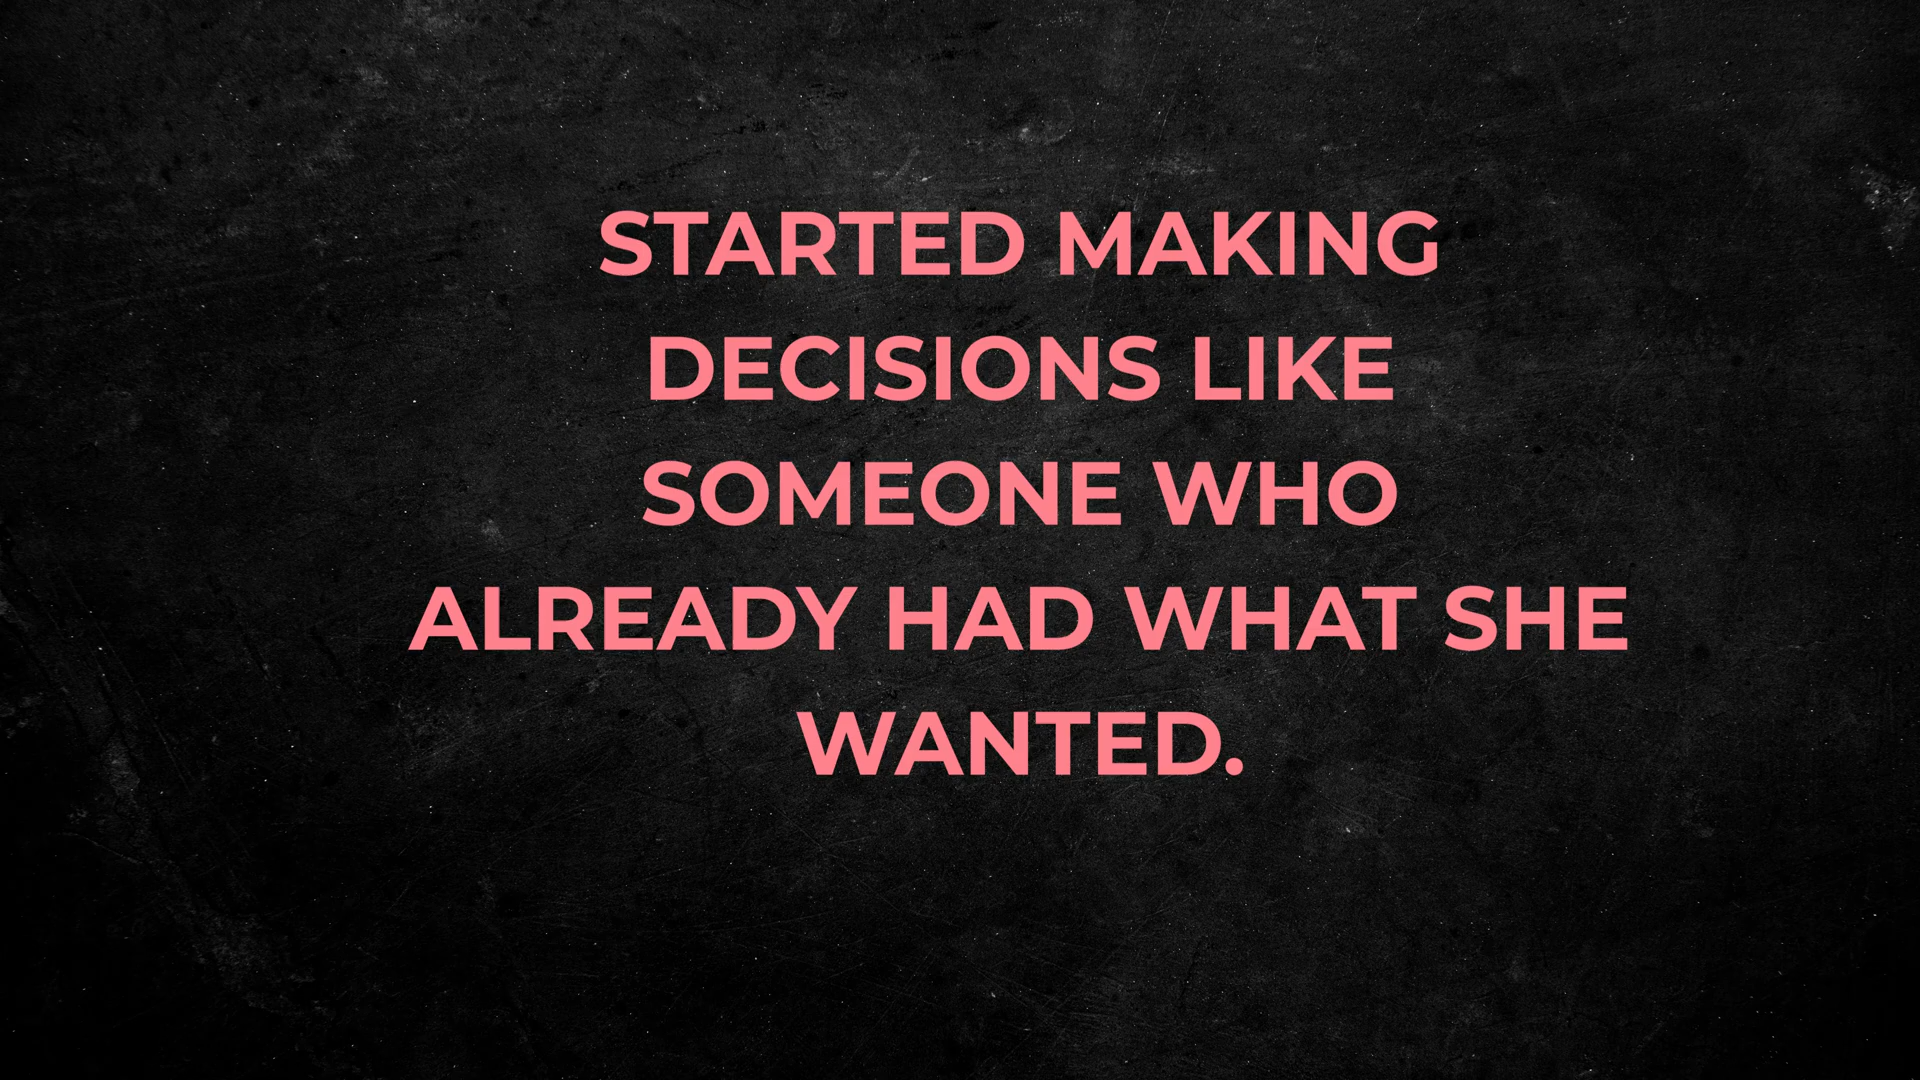 STARTED MAKING
DECISIONS LIKE
SOMEONE WHO
ALREADY HAD WHAT SHE
WANTED.